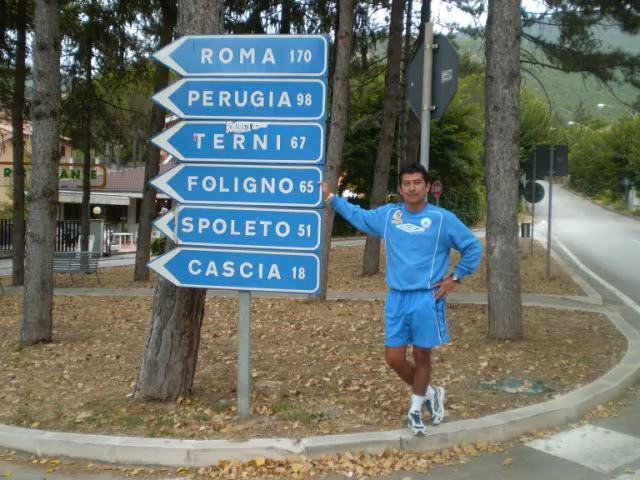 ROMA 170
PERUGIA 98
TERNI 67
FOLIGNO 65
SPOLETO 51
CASCIA 18